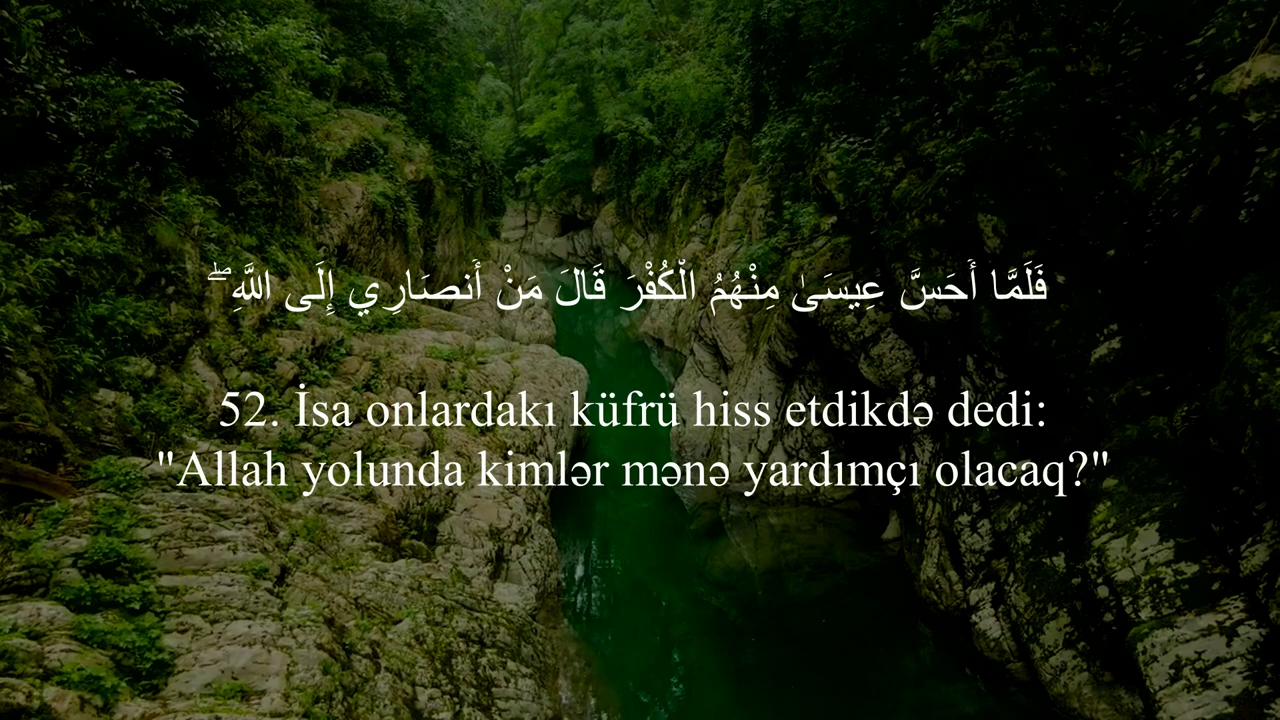 فَلَمَّا أَحَسَّ عِيسَىٰ مِنْهُمُ الْكُفْرَ قَالَ مَنْ أَنصَارِي إِلَى اللَّهِ ۖ
52. İsa onlardakı küfrü hiss etdikdə dedi:
"Allah yolunda kimlər mənə yardımçı olacaq?"